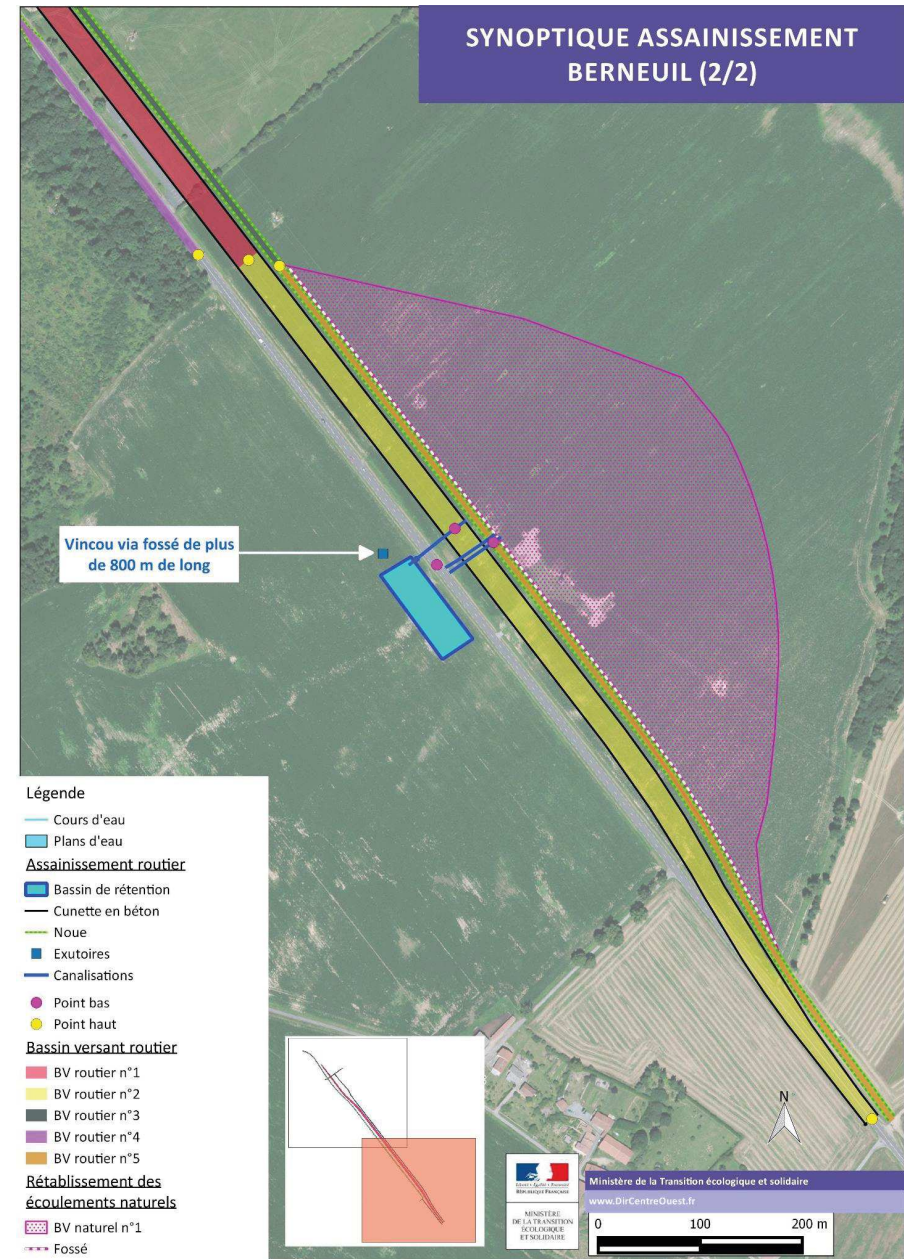 SYNOPTIQUE ASSAINISSEMENT
BERNEUIL (2/2)
Vincou via fossé de plus
de 800 m de long
Légende
Cours d'eau
Plans d'eau
Assainissement routier
Bassin de rétention
Cunette en béton
Noue
Exutoires
Canalisations
Point bas
Point haut
Bassin versant routier
BV routier n°1
BV routier n°2
BV routier n°3
BV routier n°4
BV routier n°5
Rétablissement des
écoulements naturels
BV naturel n°1
Fossé
N
Liberté • Égalité • Fraternité
RÉPUBLIQUE FRANÇAISE
MINISTÈRE
DE LA TRANSITION
ÉCOLOGIQUE
ET SOLIDAIRE
Ministère de la Transition écologique et solidaire
www.DirCentreOuest.fr
0 100 200 m